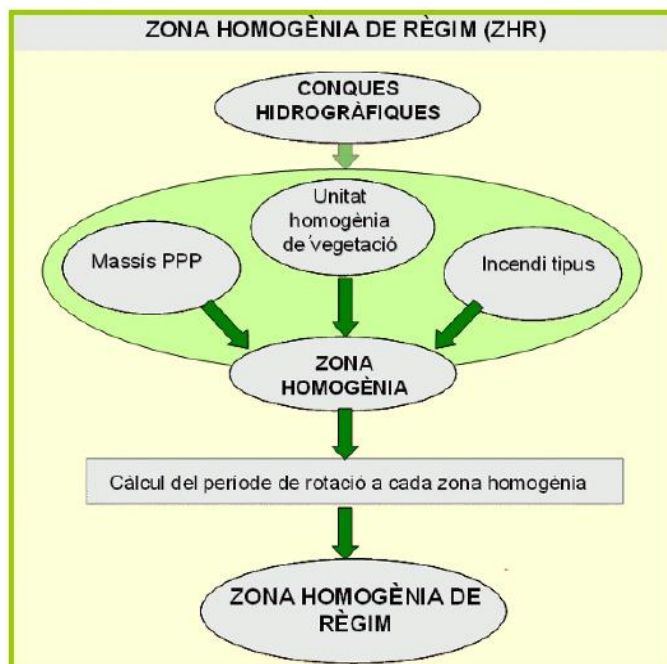 ZONA HOMOGÈNIA DE RÈGIM (ZHR)
CONQUES
HIDROGRÀFIQUES
Unitat
homogènia
de vegetació
Massís PPP
Incendi tipus
ZONA
HOMOGÈNIA
Càlcul del període de rotació a cada zona homogènia
ZONA HOMOGÈNIA DE
RÈGIM